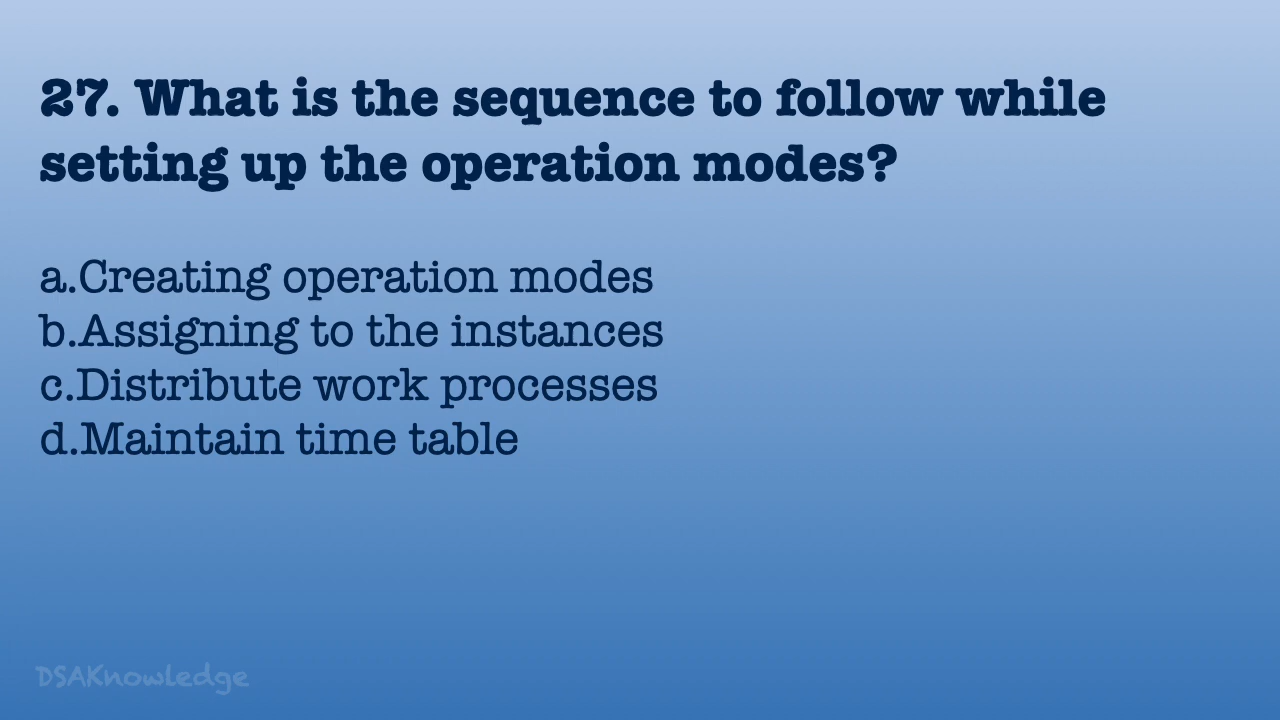 27. What is the sequence to follow while
setting up the operation modes?
a.Creating operation modes
b.Assigning to the instances
c.Distribute work processes
d.Maintain time table
DSAKnowledge